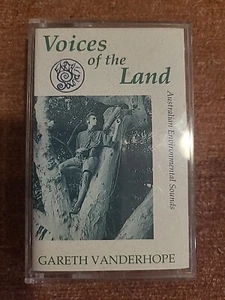 Voices
of the
Land
Australian Environmental Sounds
GARETH VANDERHOPE